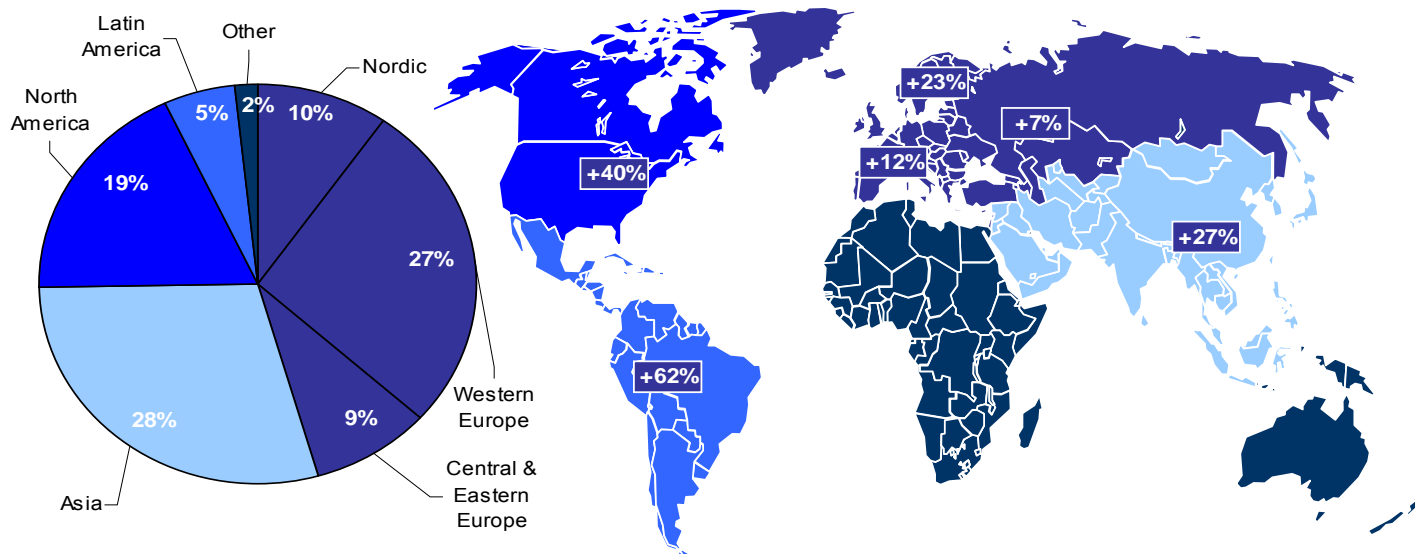 Latin
America
Other
Nordic
North
America
5%
2%
10%
19%
27%
28%
9%
Western
Europe
Central &
Eastern
Europe
Asia
+23%
+7%
+12%
+40%
+27%
+62%